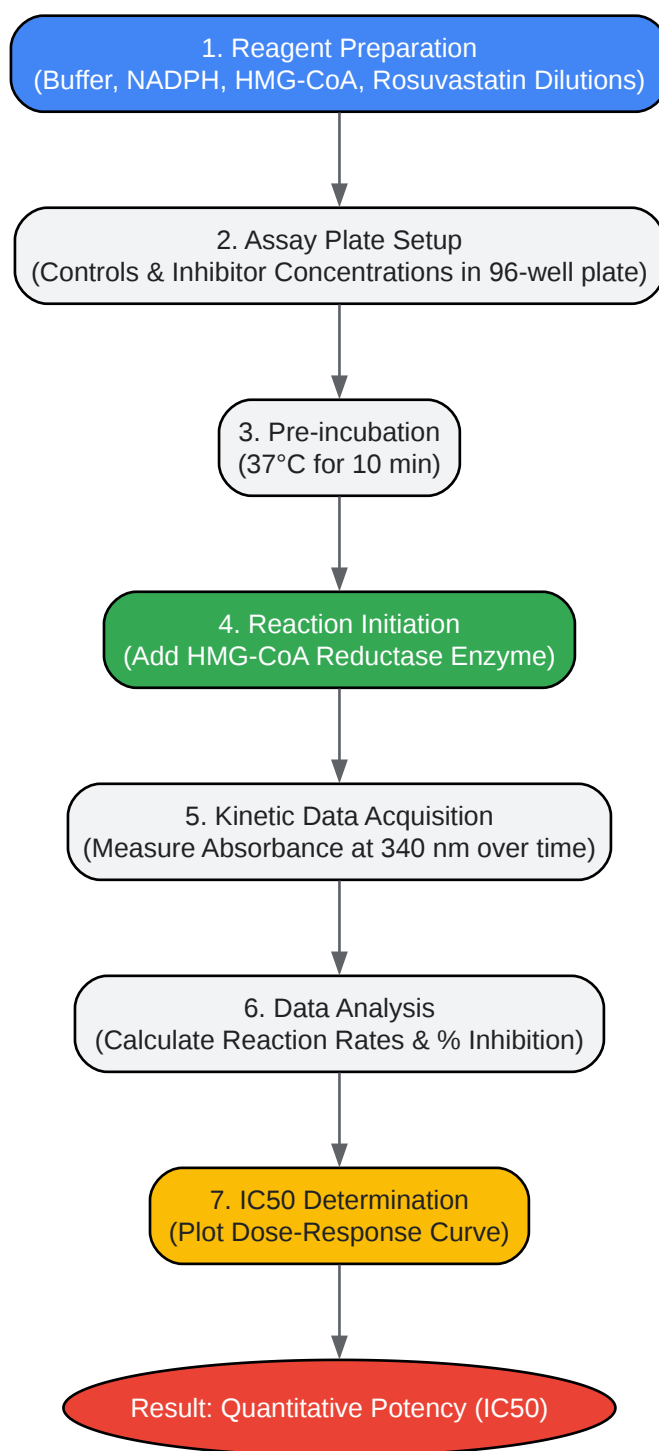 1. Reagent Preparation
(Buffer, NADPH, HMG-CoA, Rosuvastatin Dilutions)
2. Assay Plate Setup
(Controls & Inhibitor Concentrations in 96-well plate)
3. Pre-incubation
(37°C for 10 min)
4. Reaction Initiation
(Add HMG-CoA Reductase Enzyme)
5. Kinetic Data Acquisition
(Measure Absorbance at 340 nm over time)
6. Data Analysis
(Calculate Reaction Rates & % Inhibition)
7. IC50 Determination
(Plot Dose-Response Curve)
Result: Quantitative Potency (IC50)